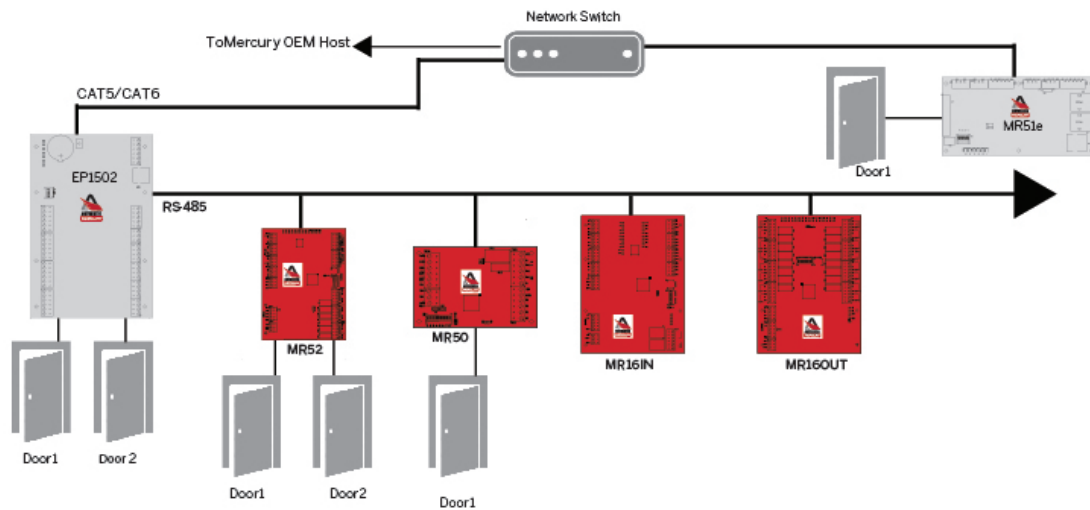 Network Switch
ToMercury OEM Host
CAT5/CAT6
MR51e
Door1
EP1502
RS-485
MR52
MR50
MR16IN
MR16OUT
Door1
Door 2
Door1
Door2
Door1